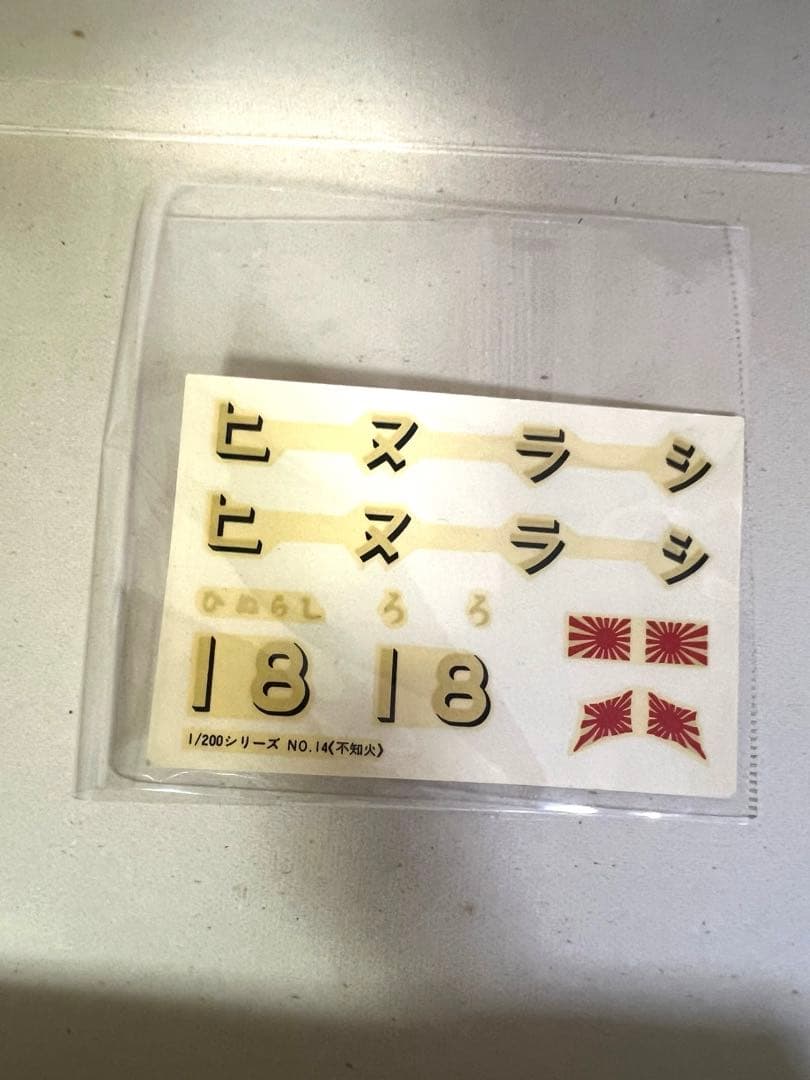 ヒ ヌ ラ シ
ヒ ヌ ラ シ
ひぬらし ろ ろ
18 18
1/200シリーズ NO.14《不知火》